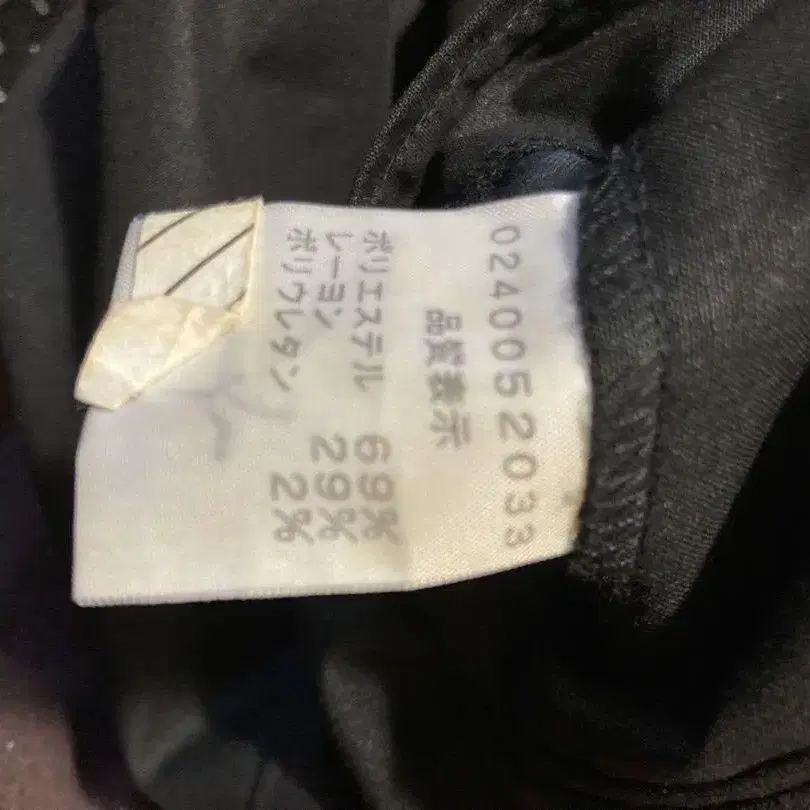 0240052033
品質表示
ポリエステル 69%
レーヨン 29%
ポリウレタン 2%